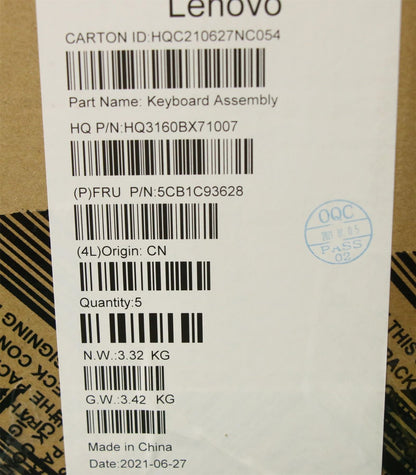 Lenovo
CARTON ID:HQC210627NC054
Part Name: Keyboard Assembly
HQ P/N:HQ3160BX71007
(P)FRU P/N:5CB1C93628
(4L)Origin: CN
Quantity:5
N.W.:3.32 KG
G.W.:3.42 KG
Made in China
Date:2021-06-27
OQC
PASS
02